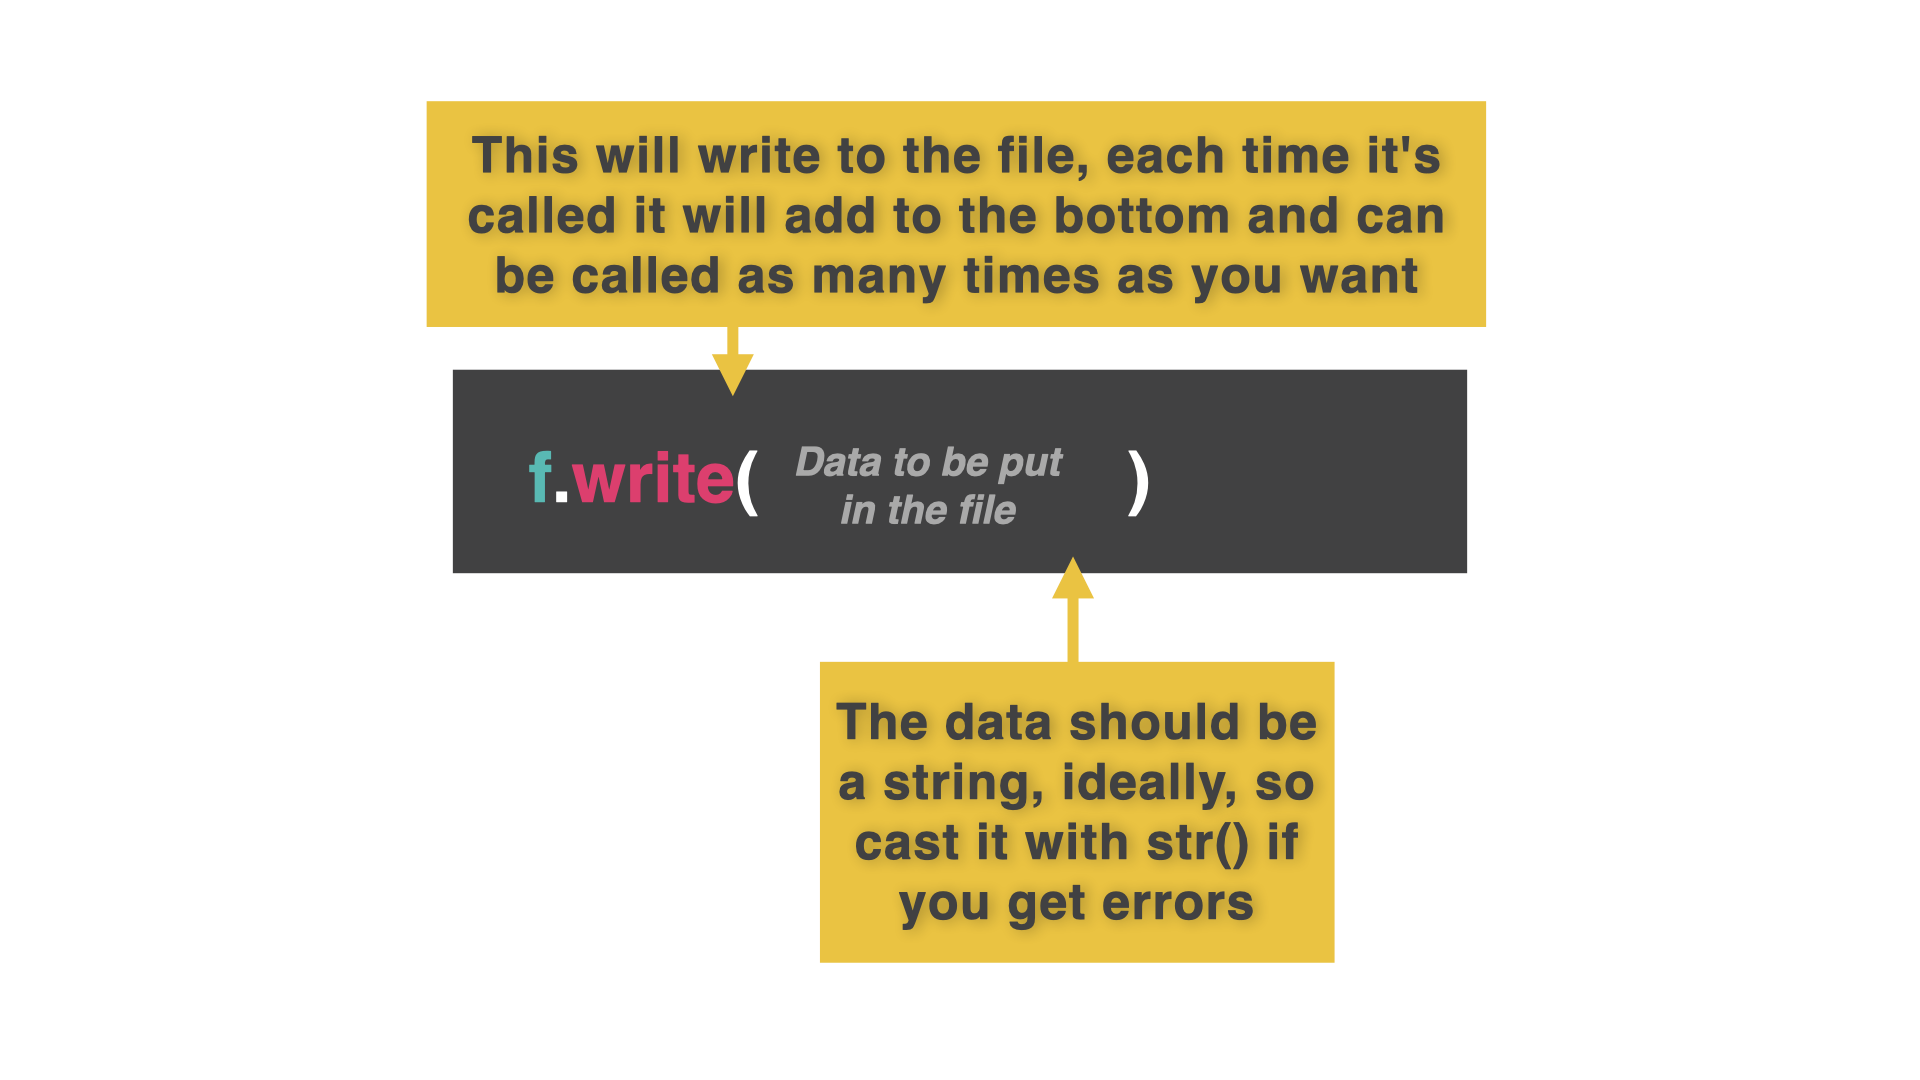 This will write to the file, each time it's
called it will add to the bottom and can
be called as many times as you want
f.write( Data to be put in the file )
The data should be
a string, ideally, so
cast it with str() if
you get errors